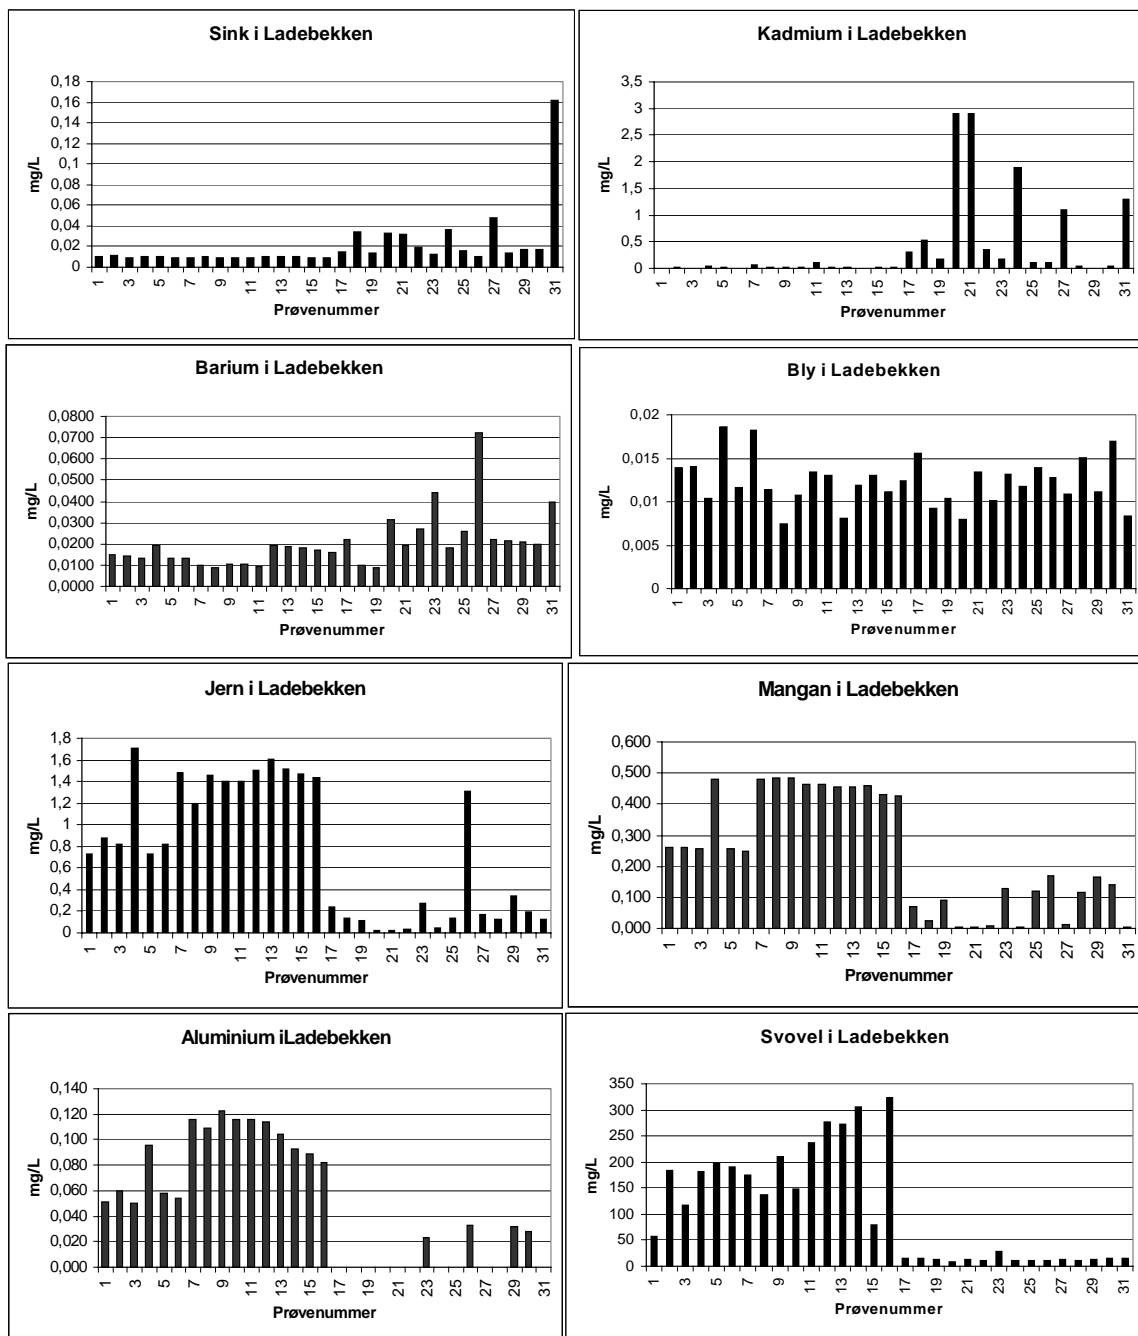 Sink i Ladebekken
0,18
0,16
0,14
0,12
0,1
0,08
0,06
0,04
0,02
0
mg/L
1 3 5 7 9 11 13 15 17 19 21 23 25 27 29 31
Prøvenummer
Kadmium i Ladebekken
3,5
3
2,5
2
1,5
1
0,5
0
mg/L
1 3 5 7 9 11 13 15 17 19 21 23 25 27 29 31
Prøvenummer
Barium i Ladebekken
0,0800
0,0700
0,0600
0,0500
0,0400
0,0300
0,0200
0,0100
0,0000
mg/L
1 3 5 7 9 11 13 15 17 19 21 23 25 27 29 31
Prøvenummer
Bly i Ladebekken
0,02
0,015
0,01
0,005
0
mg/L
1 3 5 7 9 11 13 15 17 19 21 23 25 27 29 31
Prøvenummer
Jern i Ladebekken
1,8
1,6
1,4
1,2
1
0,8
0,6
0,4
0,2
0
mg/L
1 3 5 7 9 11 13 15 17 19 21 23 25 27 29 31
Prøvenummer
Mangan i Ladebekken
0,600
0,500
0,400
0,300
0,200
0,100
0,000
mg/L
1 3 5 7 9 11 13 15 17 19 21 23 25 27 29 31
Prøvenummer
Aluminium iLadebekken
0,140
0,120
0,100
0,080
0,060
0,040
0,020
0,000
mg/L
1 3 5 7 9 11 13 15 17 19 21 23 25 27 29 31
Prøvenummer
Svovel i Ladebekken
350
300
250
200
150
100
50
0
mg/L
1 3 5 7 9 11 13 15 17 19 21 23 25 27 29 31
Prøvenummer